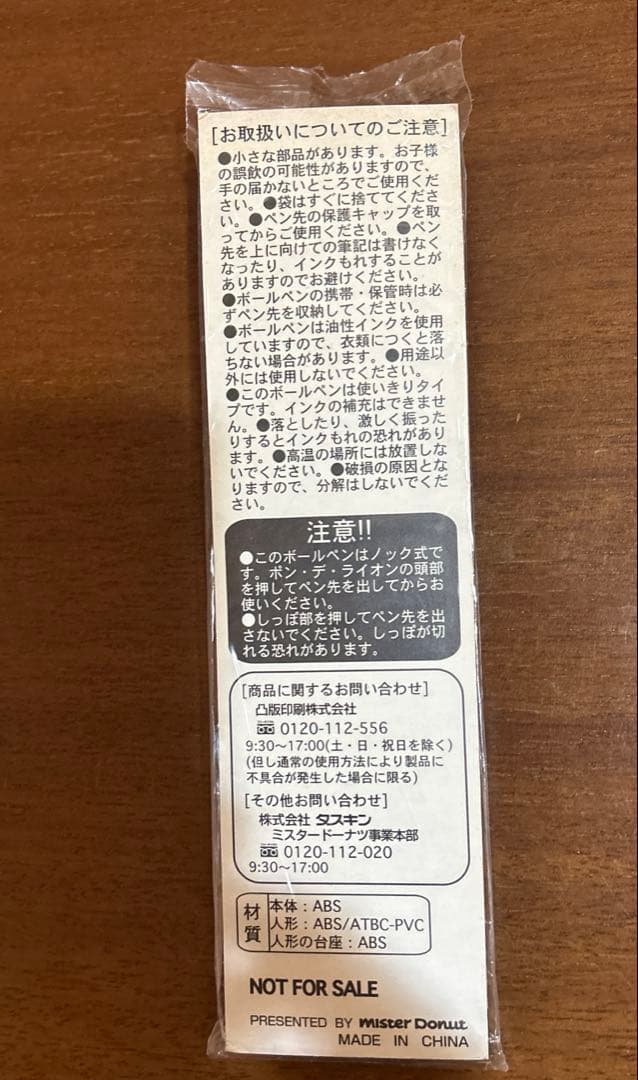 [お取扱いについてのご注意]
●小さな部品があります。お子様
の誤飲の可能性がありますので、
手の届かないところでご使用くだ
さい。●袋はすぐに捨ててくださ
い。●ペン先の保護キャップを取
ってからご使用ください。●ペン
先を上に向けての筆記は書けなく
なったり、インクもれすることが
ありますのでお避けください。
●ボールペンの携帯・保管時は必
ずペン先を収納してください。
●ボールペンは油性インクを使用
していますので、衣類につくと落
ちない場合があります。●用途以
外には使用しないでください。
●このボールペンは使いきりタイ
プです。インクの補充はできませ
ん。●落としたり、激しく振った
りするとインクもれの恐れがあり
ます。●高温の場所には放置しな
いでください。●破損の原因とな
りますので、分解はしないでくだ
さい。
注意!!
●このボールペンはノック式で
す。ポン・デ・ライオンの頭部
を押してペン先を出してからお
使いください。
●しっぽ部を押してペン先を出
さないでください。しっぽが切
れる恐れがあります。
[商品に関するお問い合わせ]
凸版印刷株式会社
0120-112-556
9:30〜17:00(土・日・祝日を除く)
(但し通常の使用方法により製品に
不具合が発生した場合に限る)
[その他お問い合わせ]
株式会社 ダスキン
ミスタードーナツ事業本部
0120-112-020
9:30〜17:00
材質
本体:ABS
人形:ABS/ATBC-PVC
人形の台座:ABS
NOT FOR SALE
PRESENTED BY mister Donut
MADE IN CHINA